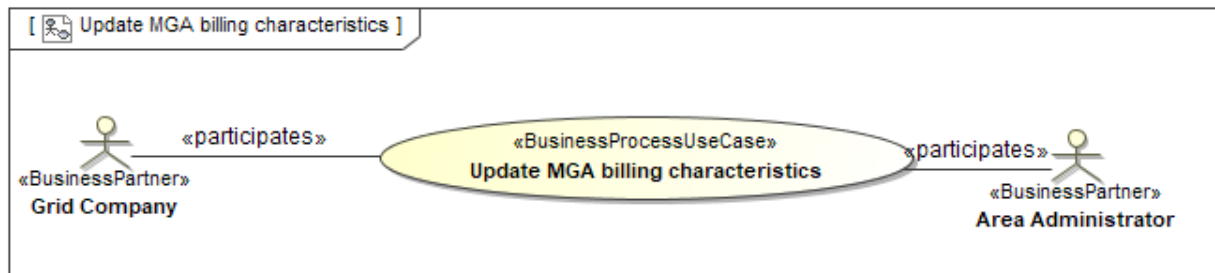 [ Update MGA billing characteristics ]
«participates»
«BusinessProcessUseCase»
Update MGA billing characteristics
«participates»
«BusinessPartner»
Grid Company
«BusinessPartner»
Area Administrator